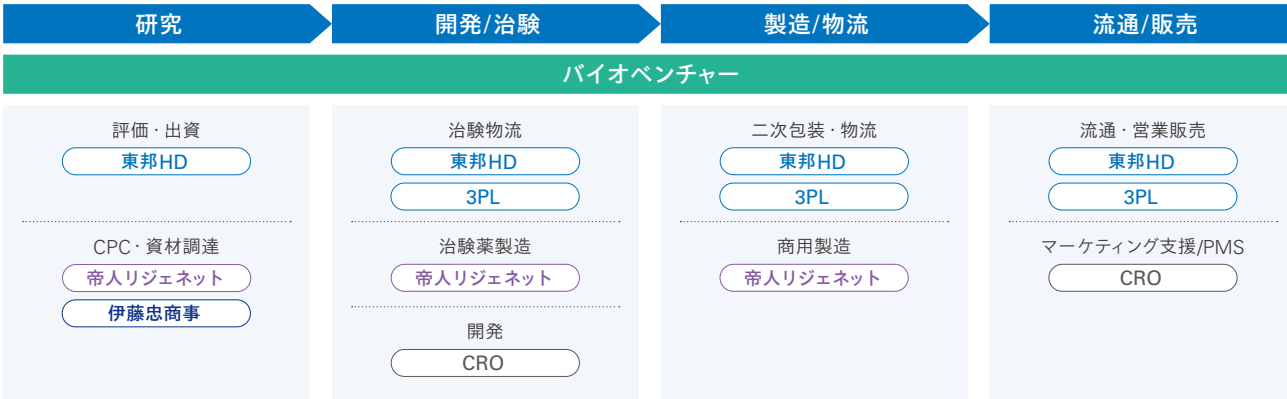 研究
開発/治験
製造/物流
流通/販売
バイオベンチャー
評価・出資
東邦HD
CPC・資材調達
帝人リジェネット
伊藤忠商事
治験物流
東邦HD
3PL
治験薬製造
帝人リジェネット
開発
CRO
二次包装・物流
東邦HD
3PL
商用製造
帝人リジェネット
流通・営業販売
東邦HD
3PL
マーケティング支援/PMS
CRO